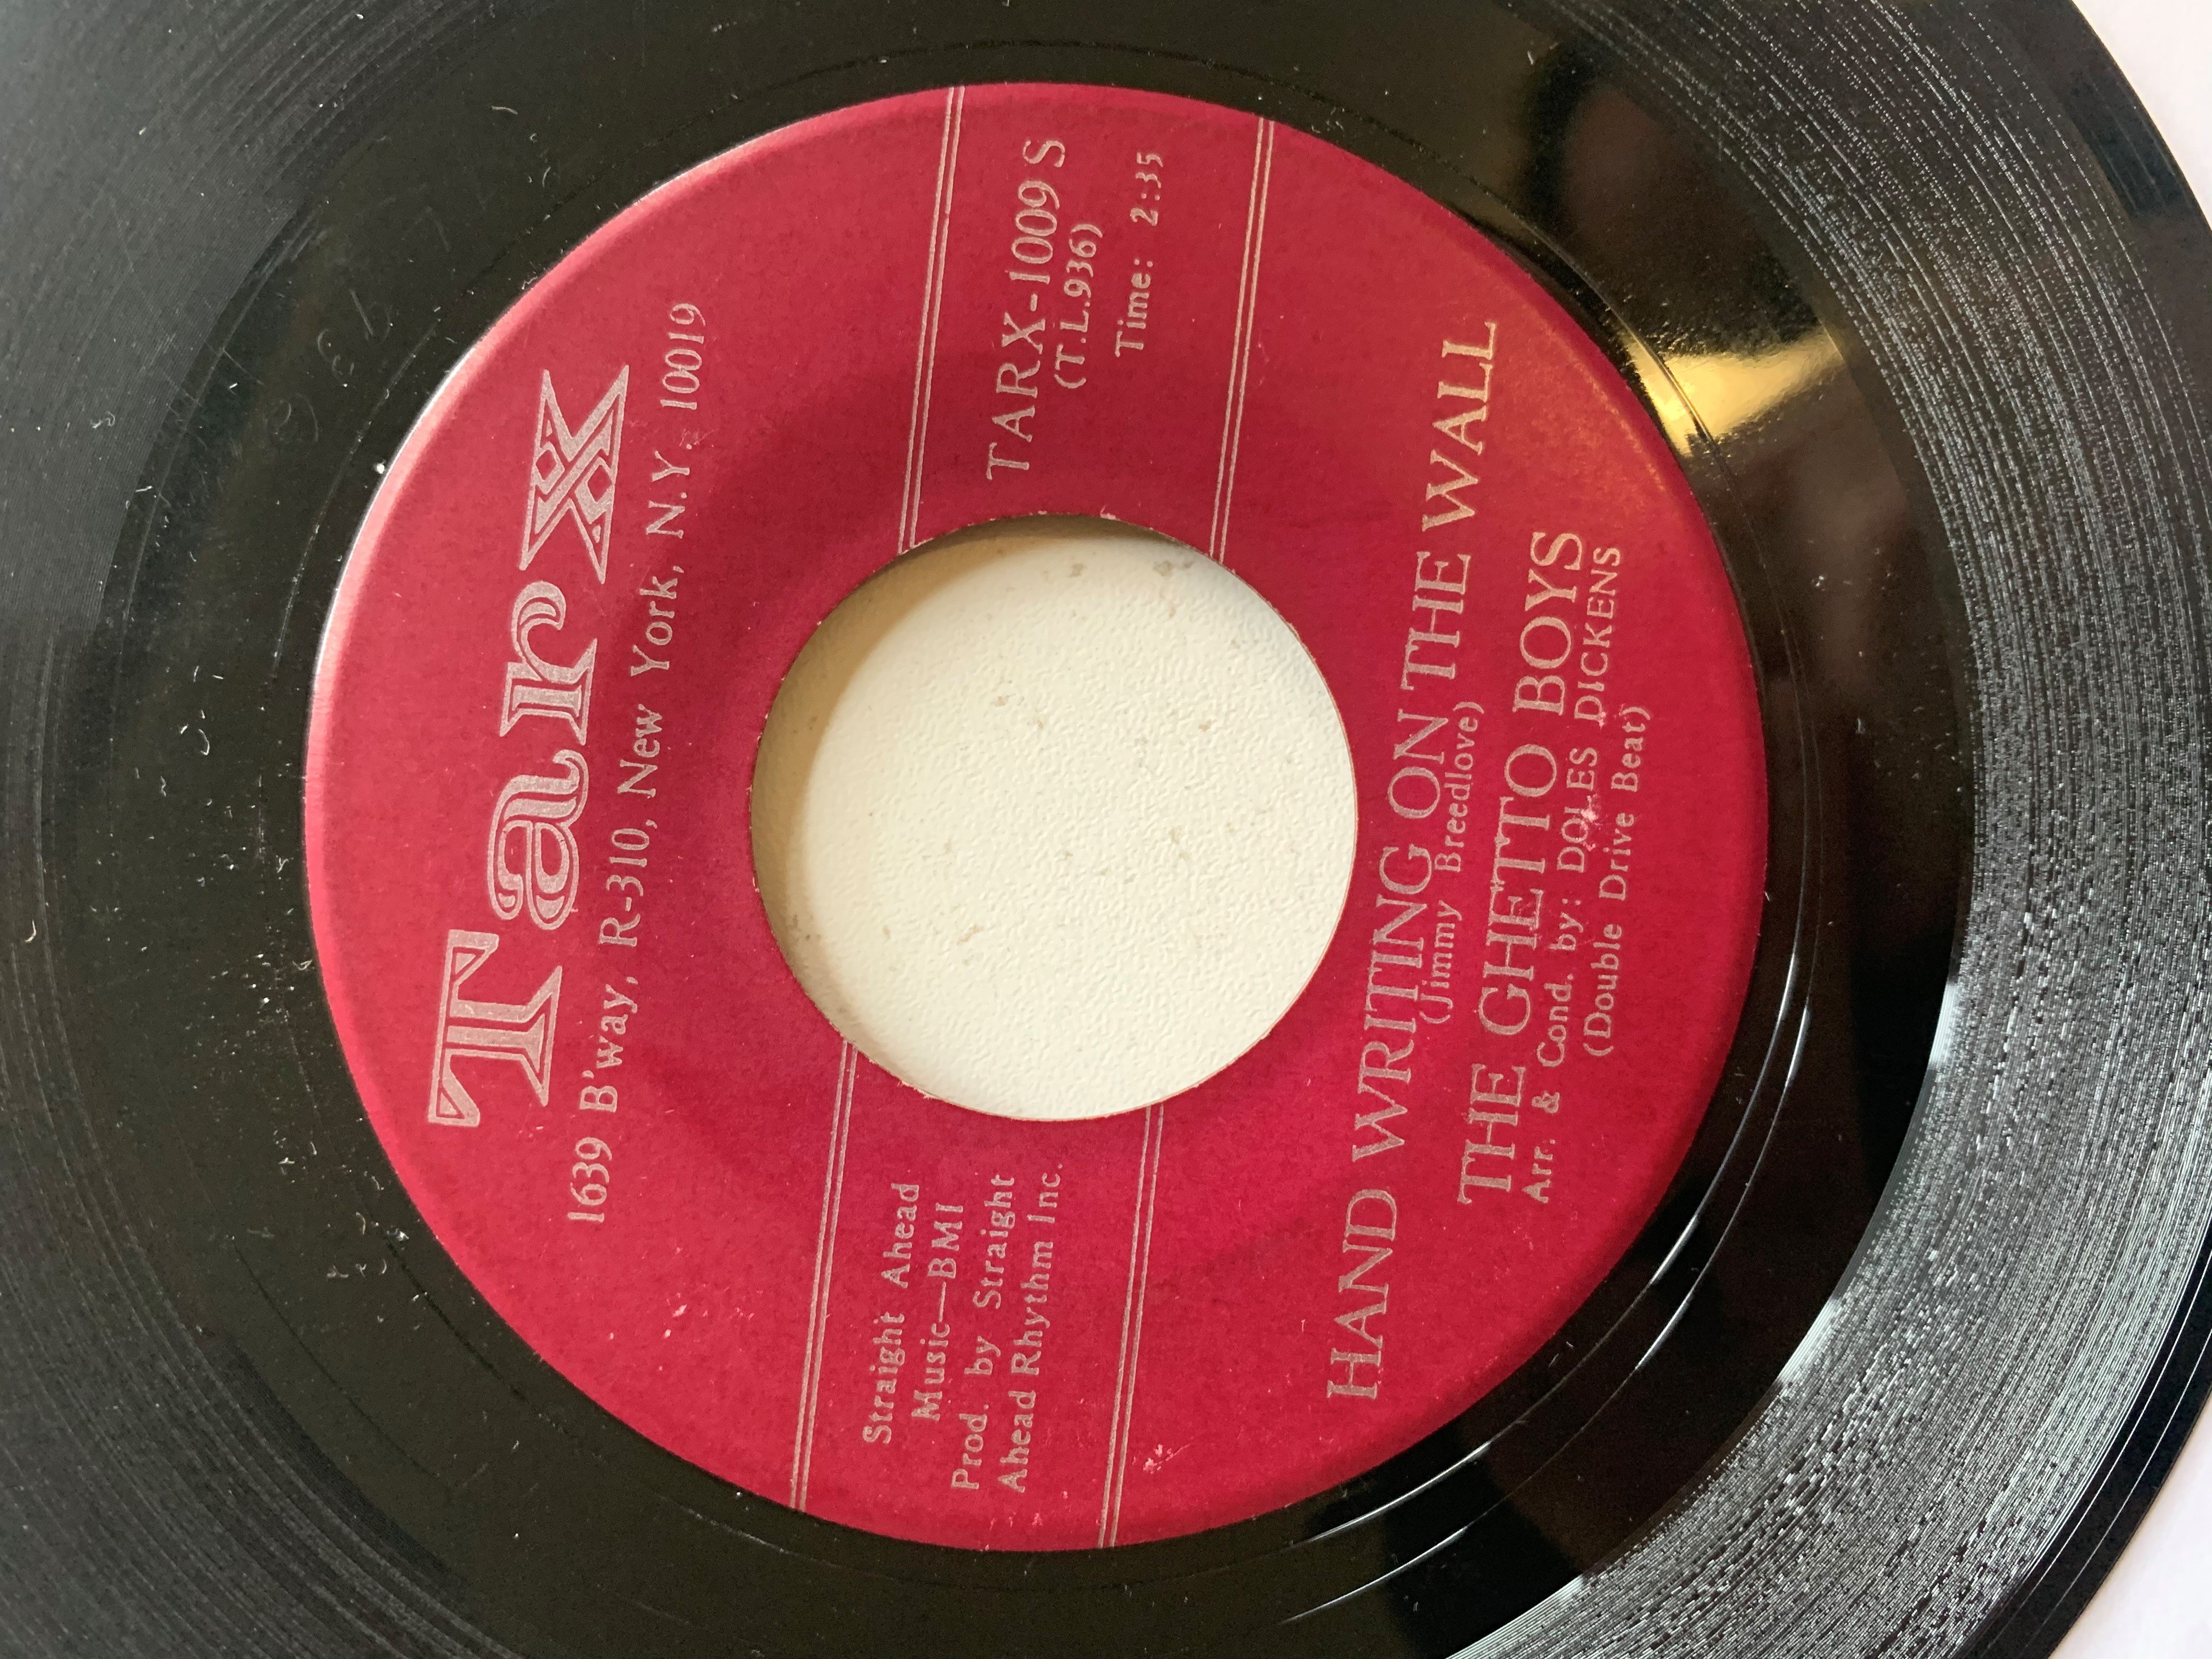 Tarx
1639 B'way, R-310, New York, N.Y. 10019
Straight Ahead
Music—BMI
Prod. by Straight
Ahead Rhythm Inc.
TARX-1009 S
(T.L.936)
Time: 2:35
HAND WRITING ON THE WALL
(Jimmy Breedlove)
THE GHETTO BOYS
Arr. & Cond. by: DOLES DICKENS
(Double Drive Beat)